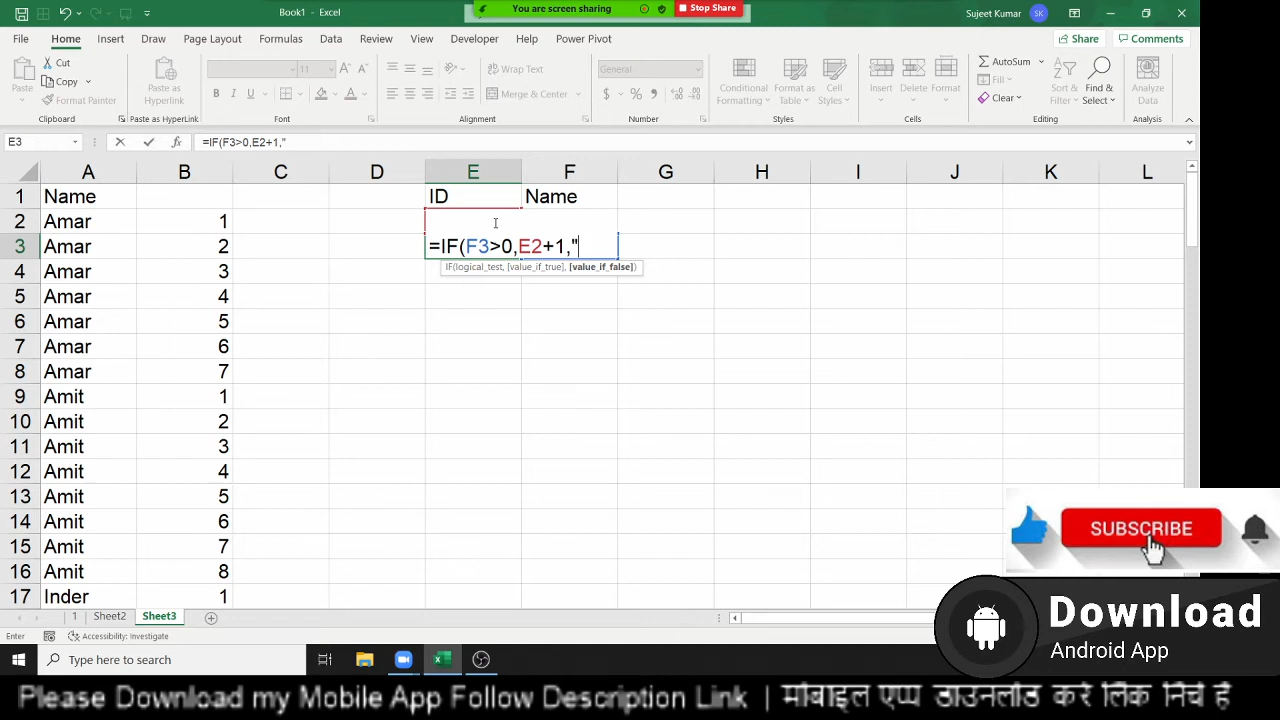 Book1 - Excel
You are screen sharing
Stop Share
Sujeet Kumar
SK
File Home Insert Draw Page Layout Formulas Data Review View Developer Help Power Pivot
Share
Comments
Paste
Cut
Copy
Format Painter
Clipboard
Paste as Hyperlink
Paste as Hyperlink
11
B I U
Font
Wrap Text
Merge & Center
Alignment
General
Number
Conditional Formatting
Format as Table
Cell Styles
Styles
Insert
Delete
Format
Cells
AutoSum
Fill
Clear
Sort & Filter
Find & Select
Editing
Analyze Data
Analysis
E3
=IF(F3>0,E2+1,"
A B C D E F G H I J K L
1 Name ID Name
2 Amar 1
3 Amar 2 =IF(F3>0,E2+1,"
IF(logical_test, [value_if_true], [value_if_false])
4 Amar 3
5 Amar 4
6 Amar 5
7 Amar 6
8 Amar 7
9 Amit 1
10 Amit 2
11 Amit 3
12 Amit 4
13 Amit 5
14 Amit 6
15 Amit 7
16 Amit 8
17 Inder 1
SUBSCRIBE
Download
Android App
1 Sheet2 Sheet3
Enter
Accessibility: Investigate
Type here to search
Please Download my Mobile App Follow Description Link | मोबाइल एप्प डाउनलोड करे लिंक निचे है